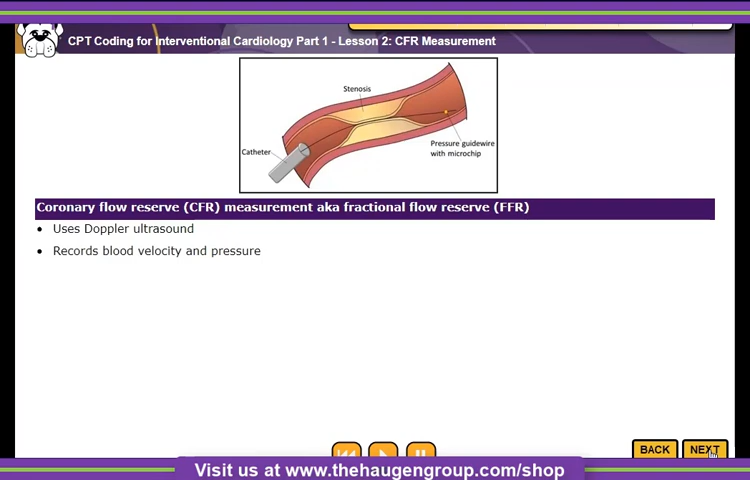 CPT Coding for Interventional Cardiology Part 1 - Lesson 2: CFR Measurement
Stenosis
Catheter
Pressure guidewire
with microchip
Coronary flow reserve (CFR) measurement aka fractional flow reserve (FFR)
• Uses Doppler ultrasound
• Records blood velocity and pressure
BACK
NEXT
Visit us at www.thehaugengroup.com/shop